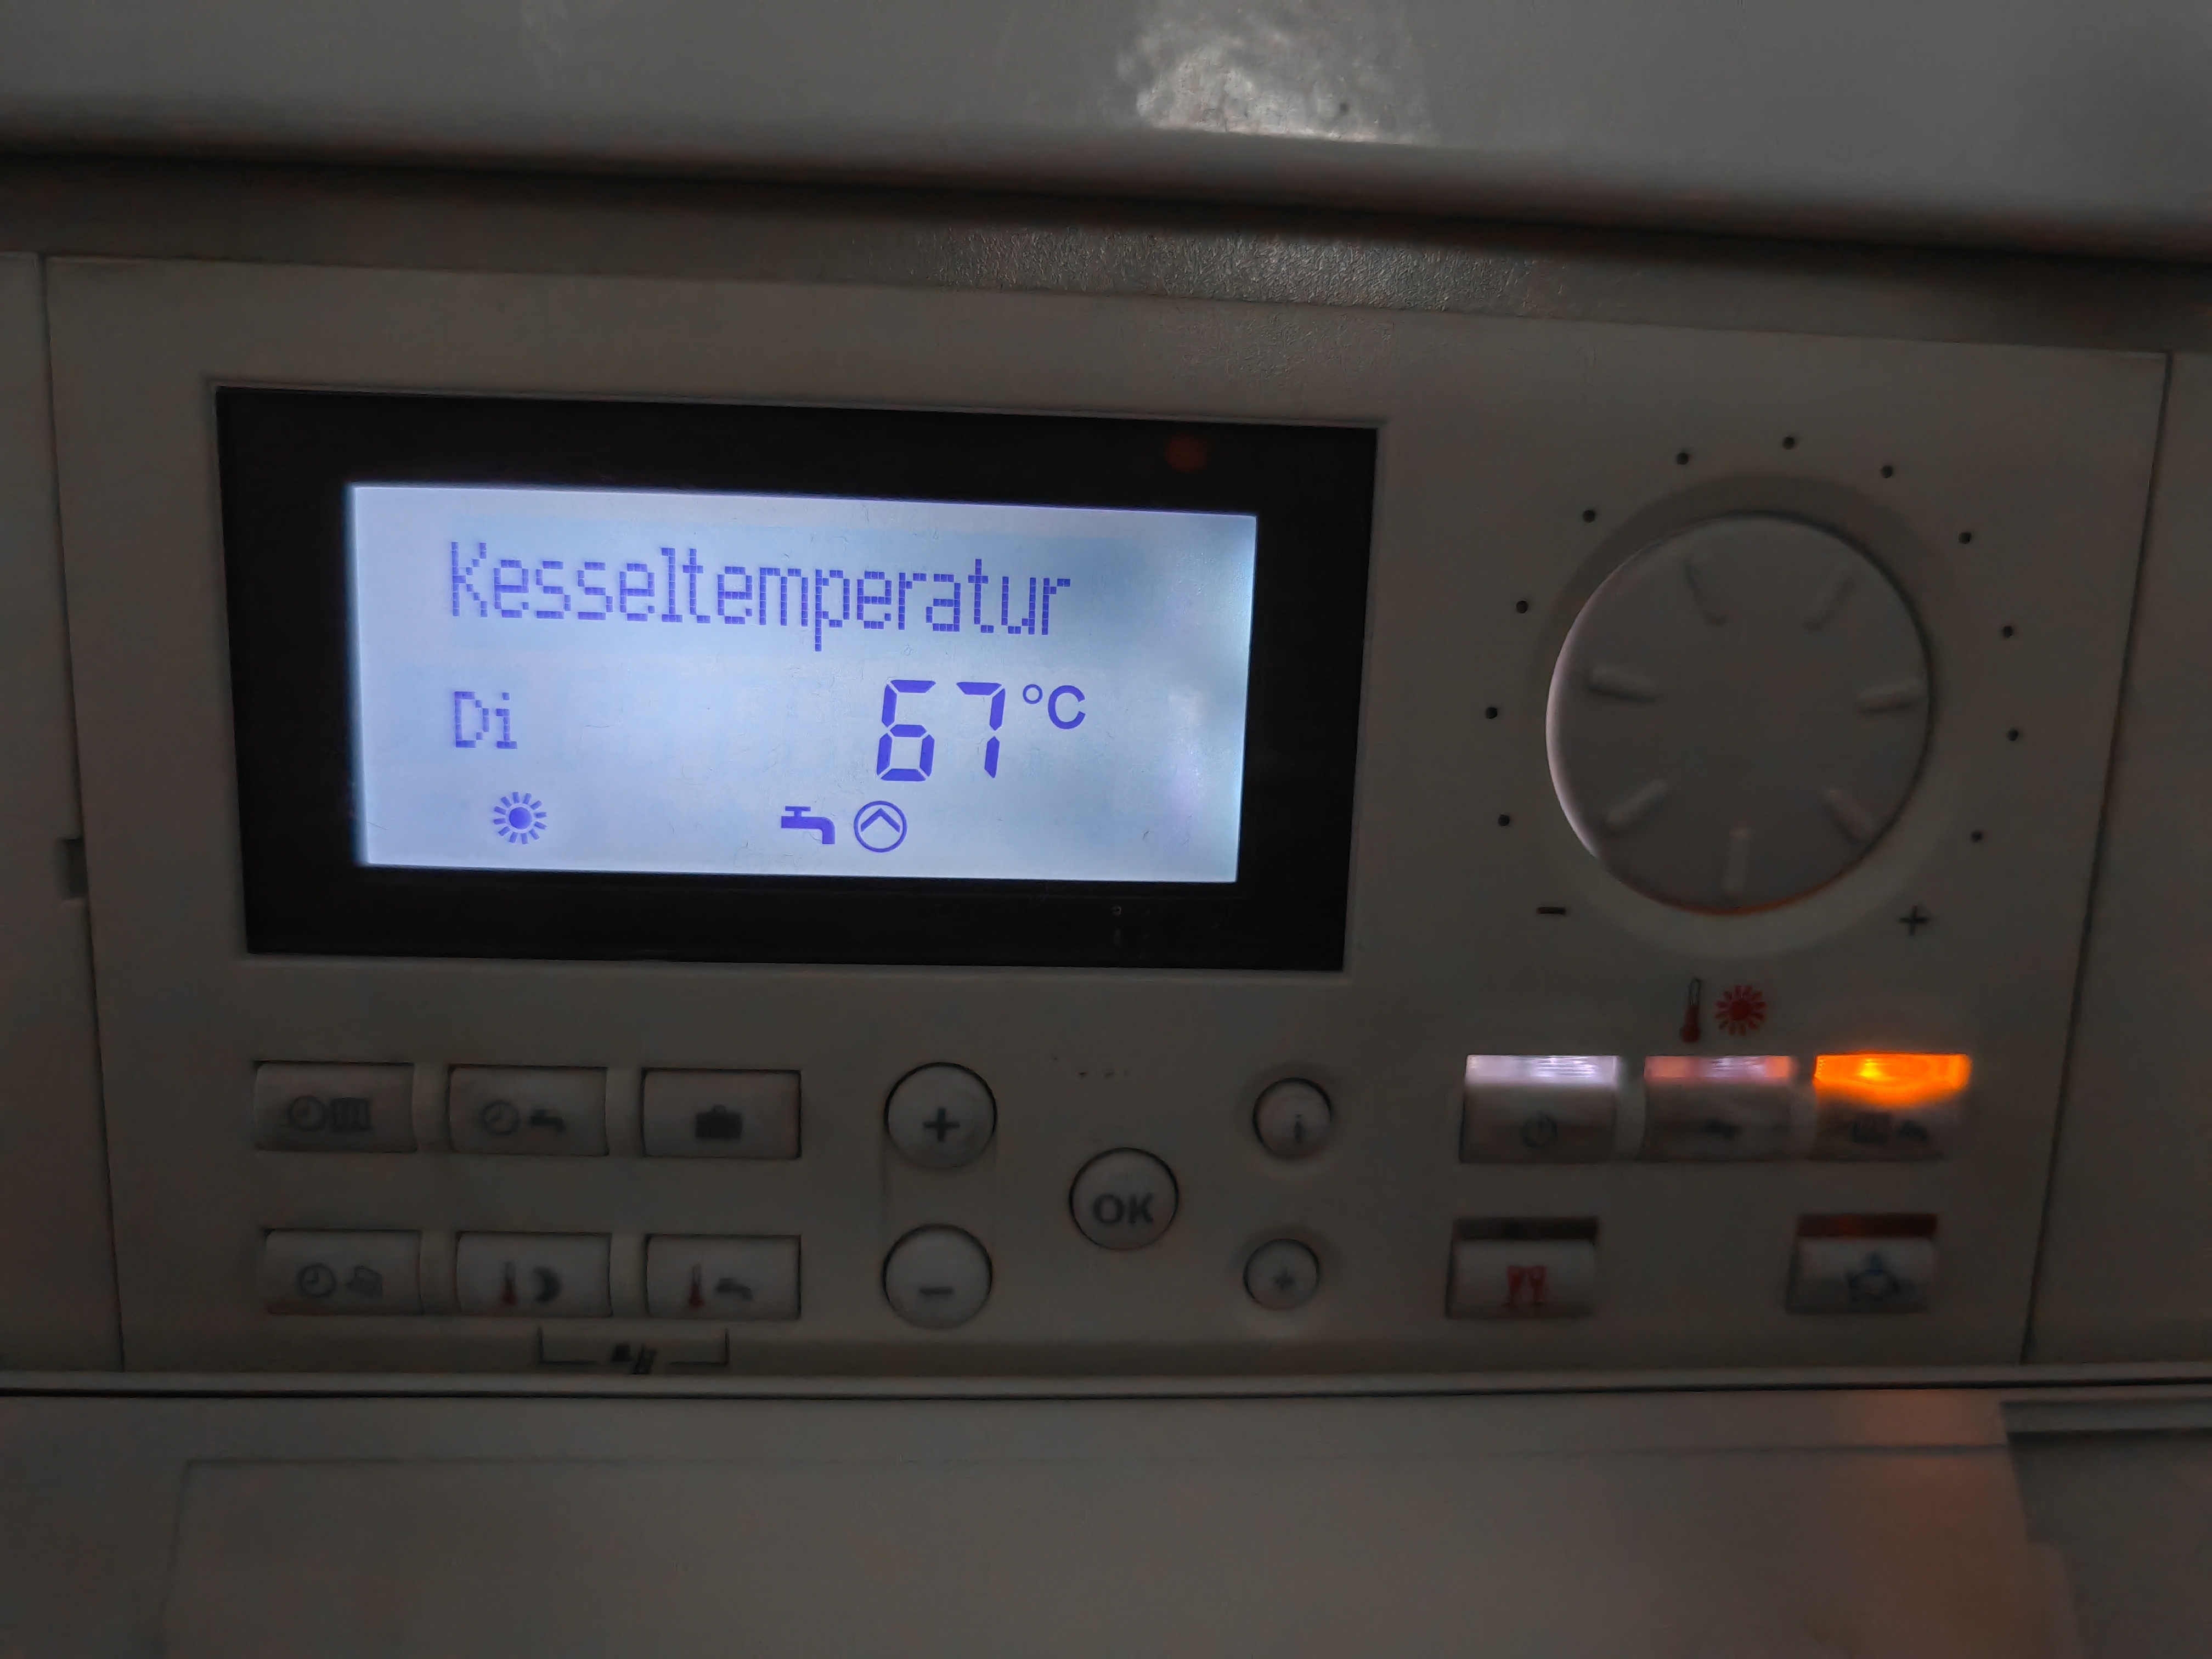 Kesseltemperatur
Di 67 °C
- +
+ i
OK
-